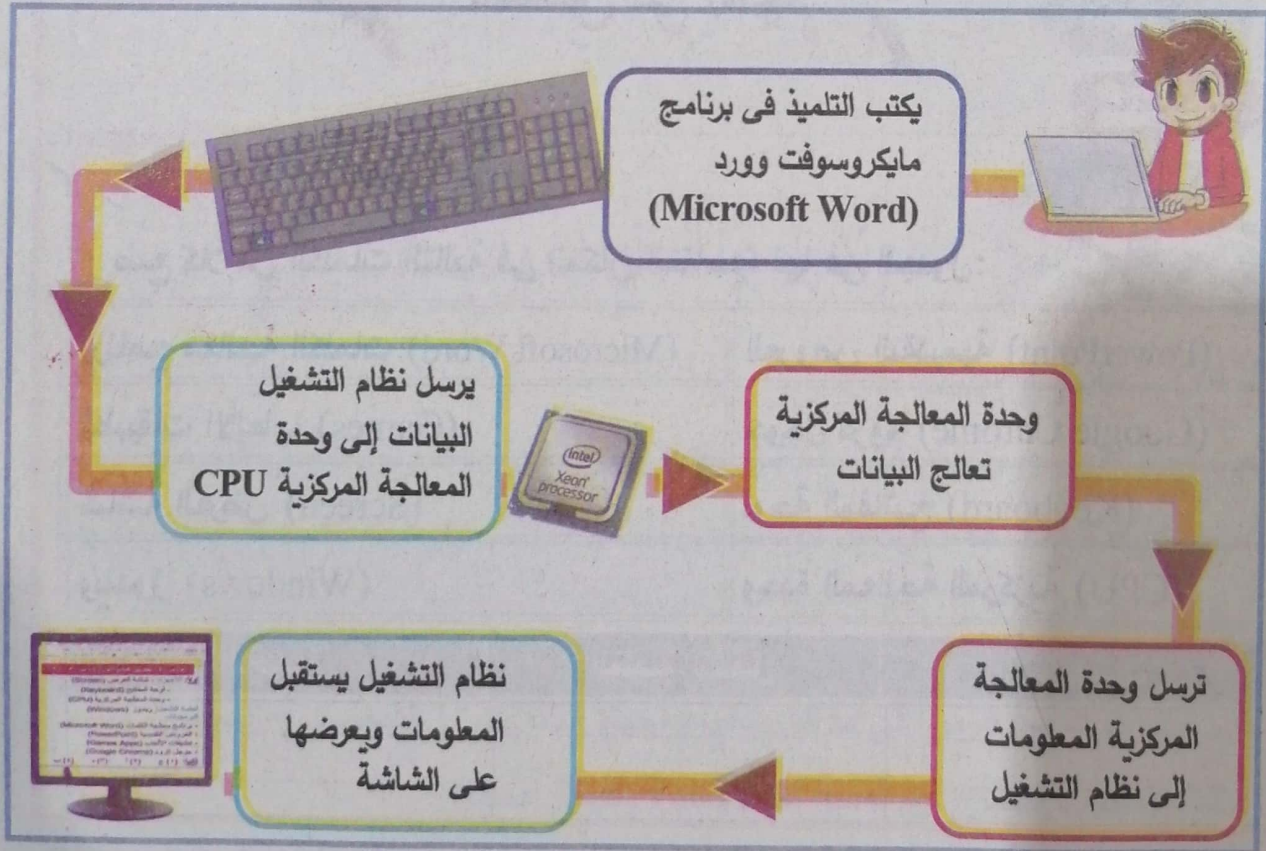 يكتب التلميذ فى برنامج
مايكروسوفت وورد
(Microsoft Word)
يرسل نظام التشغيل
البيانات إلى وحدة
المعالجة المركزية CPU
intel
Xeon
processor
وحدة المعالجة المركزية
تعالج البيانات
ترسل وحدة المعالجة
المركزية المعلومات
إلى نظام التشغيل
نظام التشغيل يستقبل
المعلومات ويعرضها
على الشاشة